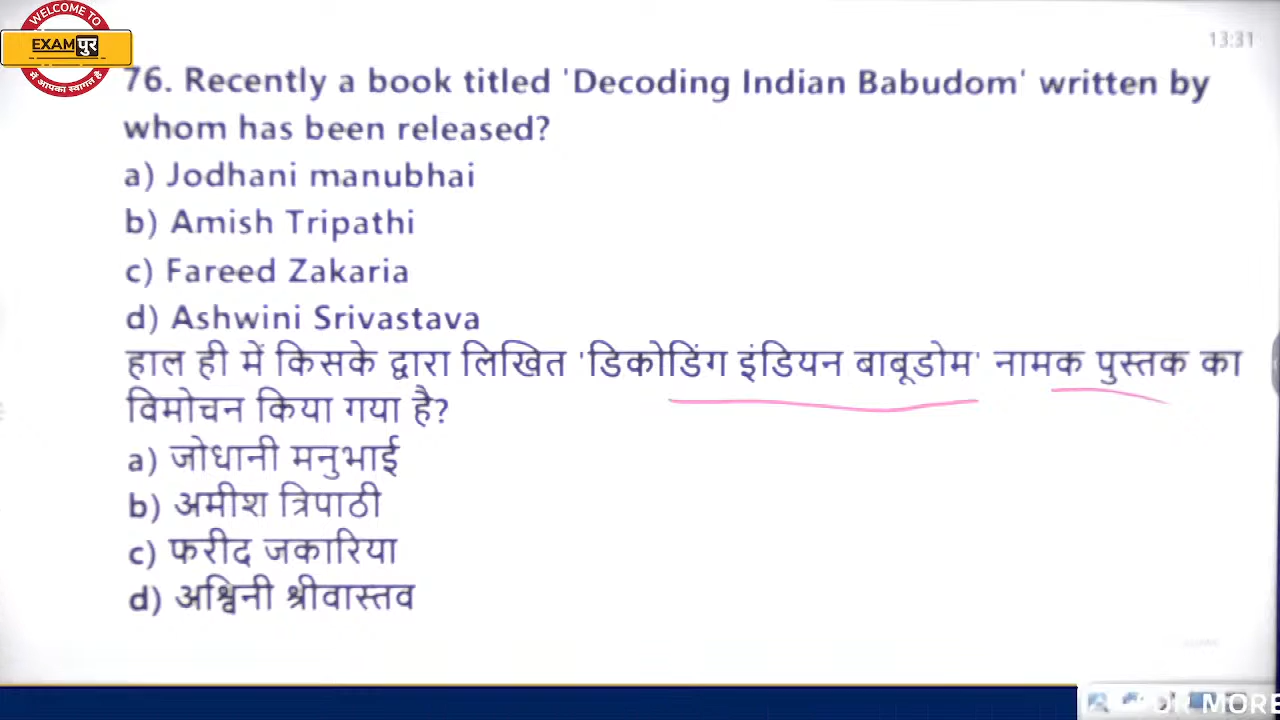 WELCOME TO
EXAMपुर
में आपका स्वागत है
13:31
76. Recently a book titled 'Decoding Indian Babudom' written by
whom has been released?
a) Jodhani manubhai
b) Amish Tripathi
c) Fareed Zakaria
d) Ashwini Srivastava
हाल ही में किसके द्वारा लिखित 'डिकोडिंग इंडियन बाबूडोम' नामक पुस्तक का
विमोचन किया गया है?
a) जोधानी मनुभाई
b) अमीश त्रिपाठी
c) फरीद जकारिया
d) अश्विनी श्रीवास्तव
OR MORE